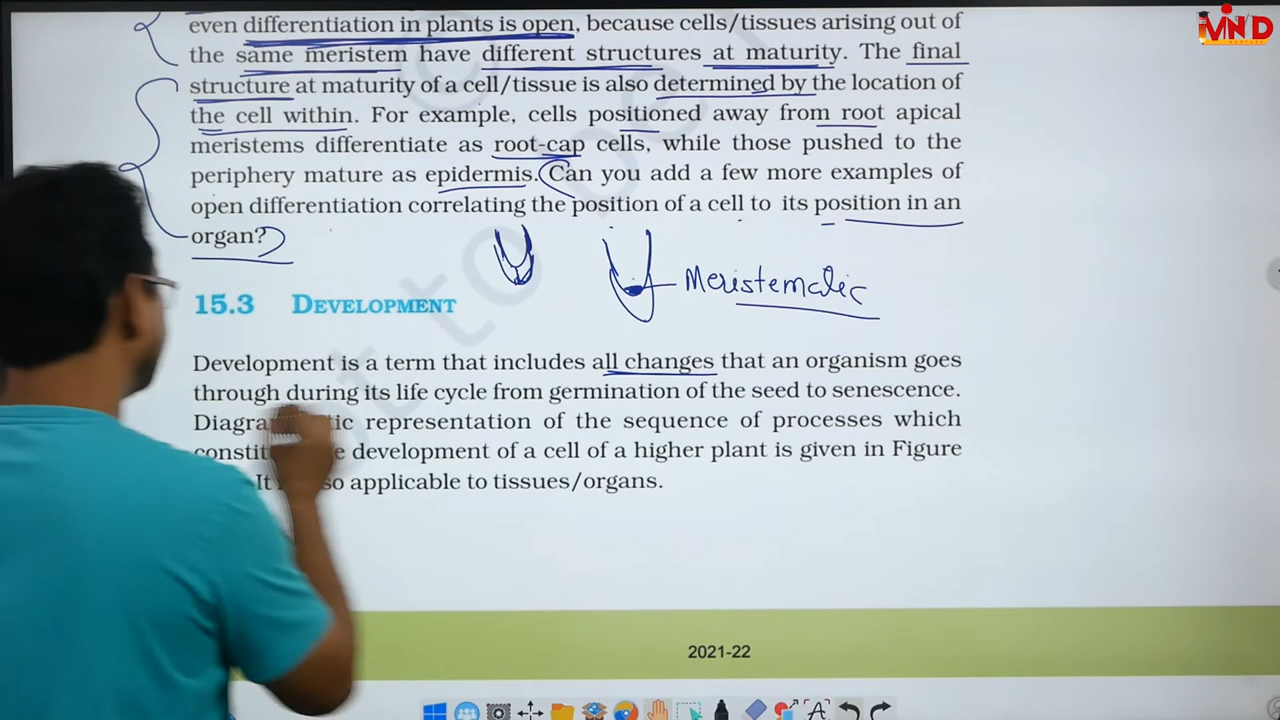 MIND
even differentiation in plants is open, because cells/tissues arising out of
the same meristem have different structures at maturity. The final
structure at maturity of a cell/tissue is also determined by the location of
the cell within. For example, cells positioned away from root apical
meristems differentiate as root-cap cells, while those pushed to the
periphery mature as epidermis. Can you add a few more examples of
open differentiation correlating the position of a cell to its position in an
organ?
Meristematic
15.3 DEVELOPMENT
Development is a term that includes all changes that an organism goes
through during its life cycle from germination of the seed to senescence.
representation of the sequence of processes which
development of a cell of a higher plant is given in Figure
It applicable to tissues/organs.
2021-22